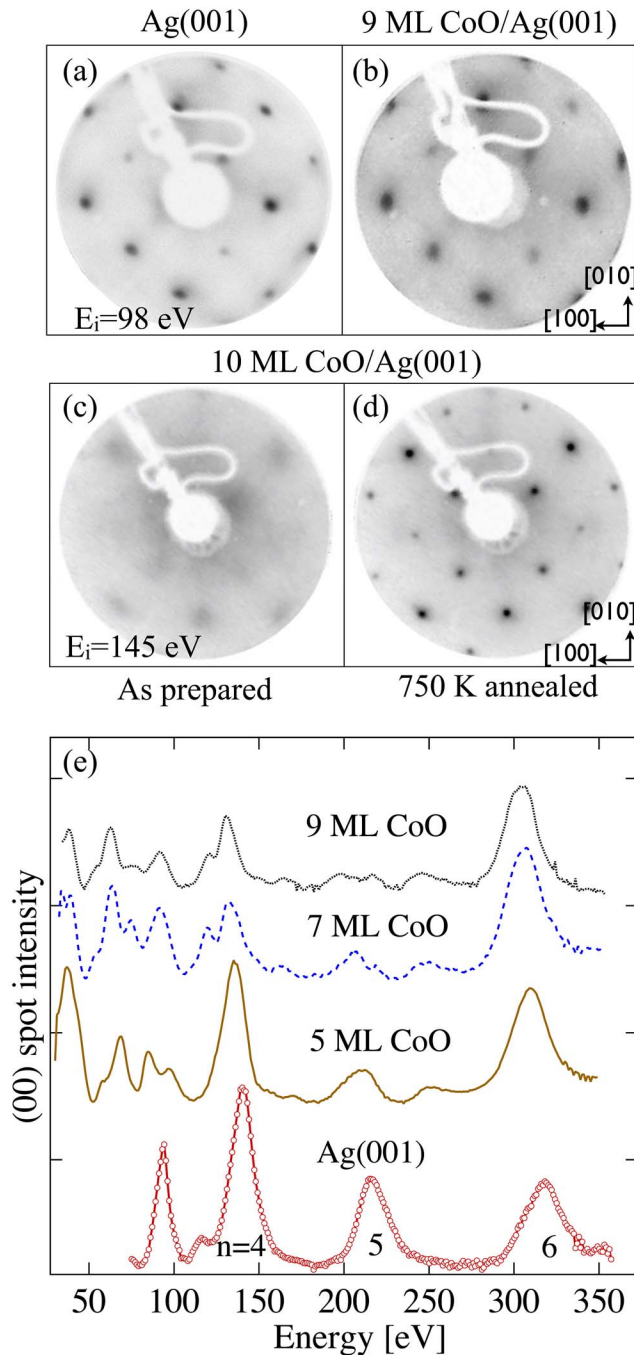 Ag(001) 9 ML CoO/Ag(001)
(a) (b)
[010]
Eᵢ=98 eV [100]
10 ML CoO/Ag(001)
(c) (d)
[010]
Eᵢ=145 eV [100]
As prepared 750 K annealed
(e)
9 ML CoO
7 ML CoO
5 ML CoO
Ag(001)
n=4 5 6
(00) spot intensity
50 100 150 200 250 300 350
Energy [eV]